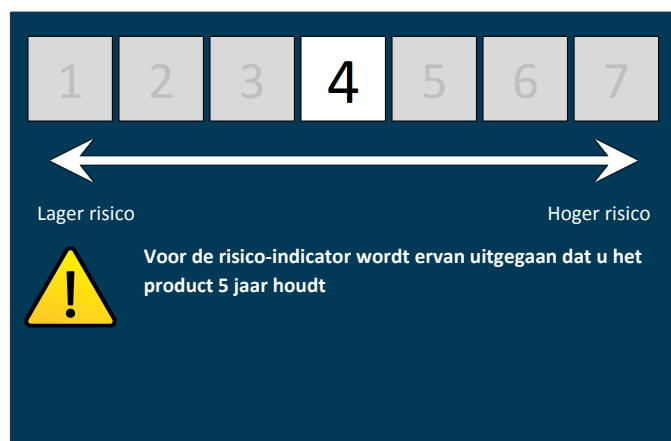 1 2 3 4 5 6 7
Lager risico Hoger risico
Voor de risico-indicator wordt ervan uitgegaan dat u het
product 5 jaar houdt